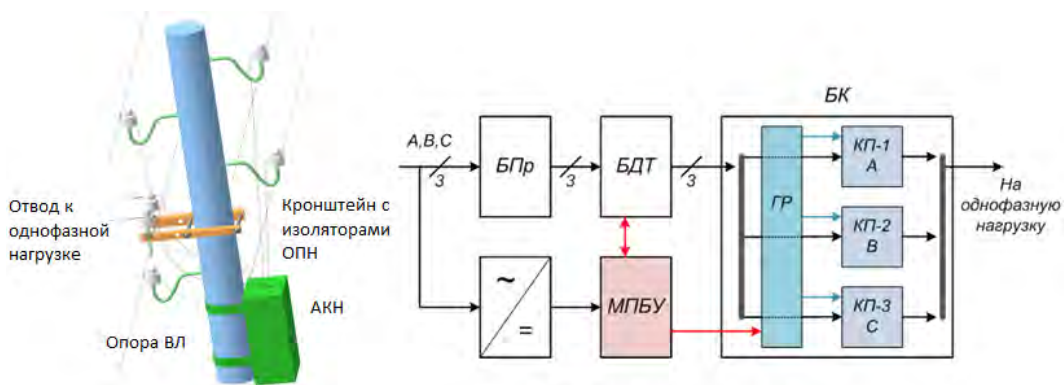 Отвод к
однофазной
нагрузке
Кронштейн с
изоляторами
ОПН
АКН
Опора ВЛ
А,В,С
3
БПр
3
БДТ
3
БК
ГР
КП-1
А
КП-2
В
КП-3
С
На
однофазную
нагрузку
~
=
МПБУ